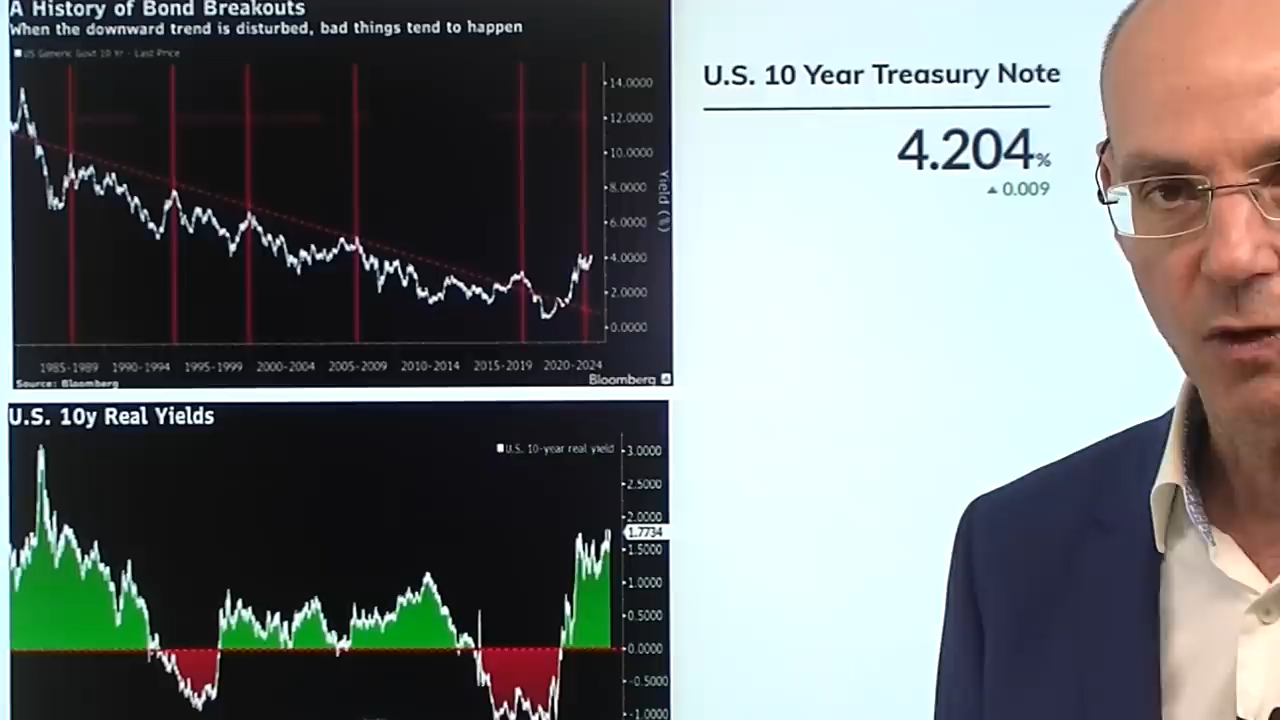 A History of Bond Breakouts
When the downward trend is disturbed, bad things tend to happen
US Generic Govt 10 Yr - Last Price
14.0000
12.0000
10.0000
8.0000
6.0000
4.0000
2.0000
0.0000
Yield (%)
1985-1989 1990-1994 1995-1999 2000-2004 2005-2009 2010-2014 2015-2019 2020-2024
Source: Bloomberg
Bloomberg
U.S. 10y Real Yields
U.S. 10-year real yield
3.0000
2.5000
2.0000
1.7734
1.5000
1.0000
0.5000
0.0000
-0.5000
-1.0000
U.S. 10 Year Treasury Note
4.204%
▲ 0.009